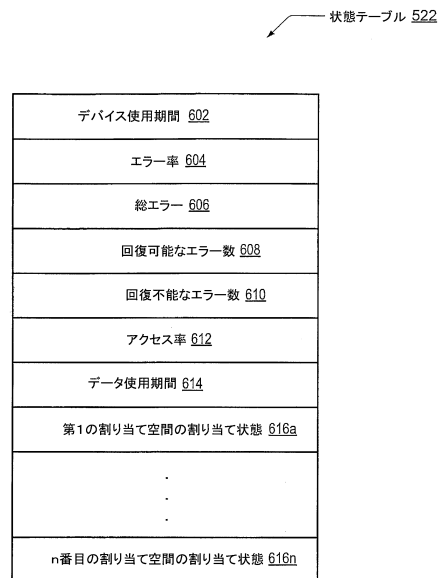 状態テーブル 522
デバイス使用期間 602
エラー率 604
総エラー 606
回復可能なエラー数 608
回復不能なエラー数 610
アクセス率 612
データ使用期間 614
第1の割り当て空間の割り当て状態 616a
.
.
.
n番目の割り当て空間の割り当て状態 616n